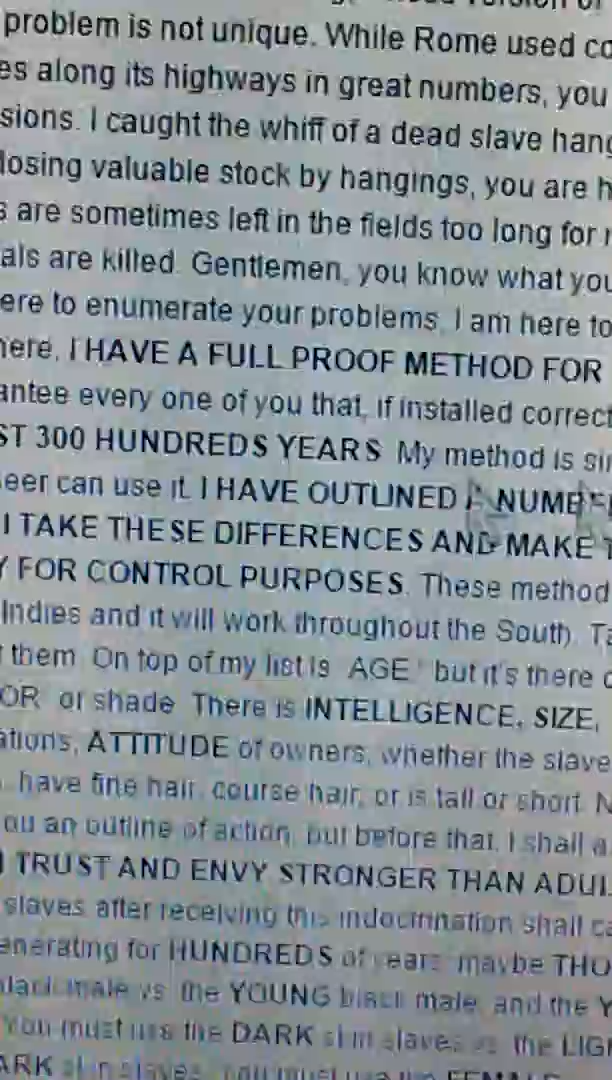 problem is not unique. While Rome used co
es along its highways in great numbers, you
sions. I caught the whiff of a dead slave hang
losing valuable stock by hangings, you are h
s are sometimes left in the fields too long for
als are killed. Gentlemen, you know what you
ere to enumerate your problems, I am here to
here, I HAVE A FULL PROOF METHOD FOR
antee every one of you that, if installed correct
ST 300 HUNDREDS YEARS. My method is sim
seer can use it. I HAVE OUTLINED A NUMBE
I TAKE THESE DIFFERENCES AND MAKE T
Y FOR CONTROL PURPOSES. These method
Indies and it will work throughout the South. Ta
t them. On top of my list is "AGE" but it's there
OR" or shade. There is INTELLIGENCE, SIZE,
ations, ATTITUDE of owners, whether the slave
, have fine hair, course hair, or is tall or short. N
ou an outline of action, but before that, I shall a
TRUST AND ENVY STRONGER THAN ADUL
slaves after receiving this indoctrination shall ca
enerating for HUNDREDS of years, maybe THO
black male vs. the YOUNG black male, and the Y
You must use the DARK skin slaves vs. the LIGH
ARK skin slaves. You must use the FEMALE